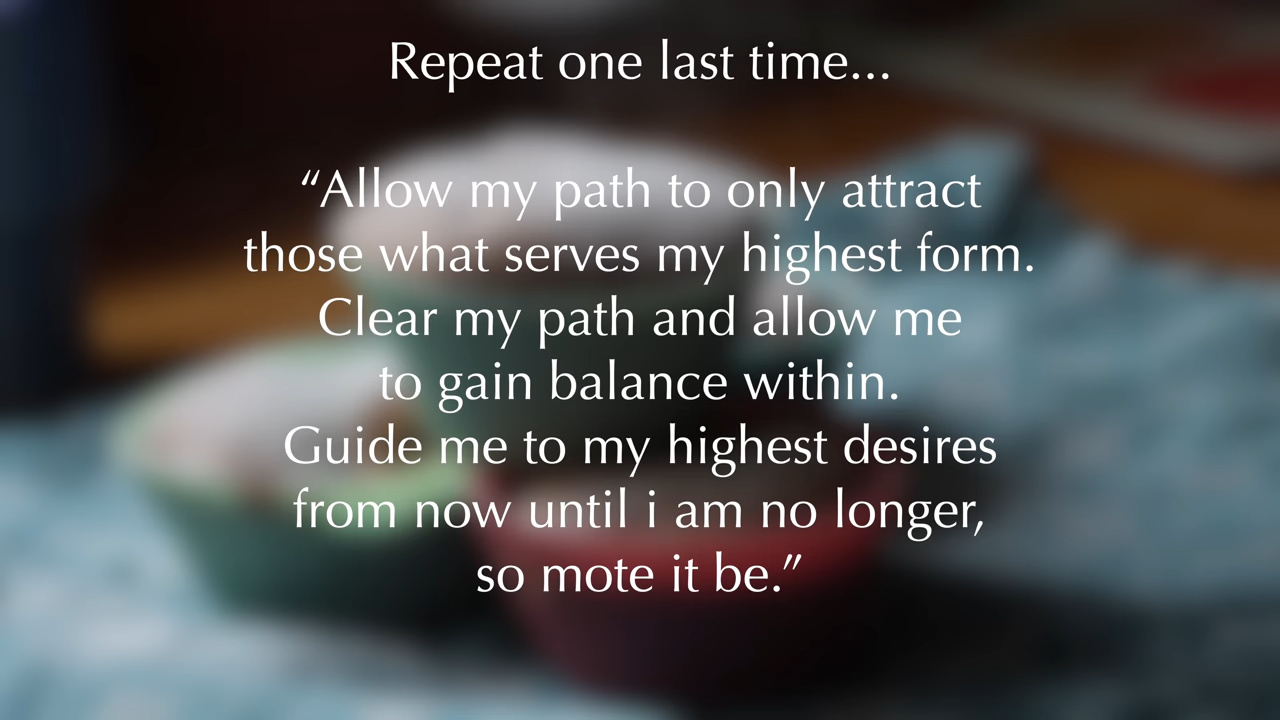 Repeat one last time...
“Allow my path to only attract
those what serves my highest form.
Clear my path and allow me
to gain balance within.
Guide me to my highest desires
from now until i am no longer,
so mote it be.”